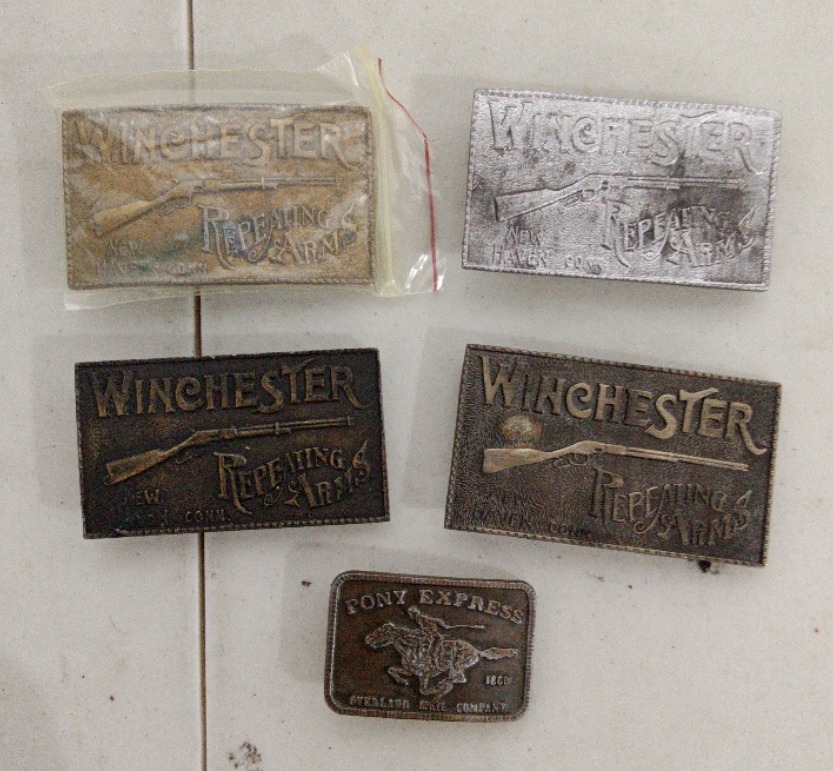 WINCHESTER
REPEATING
& ARMS
NEW
HAVEN CONN.
WINCHESTER
REPEATING
& ARMS
NEW
HAVEN CONN.
WINCHESTER
REPEATING
& ARMS
NEW
HAVEN CONN.
WINCHESTER
REPEATING
& ARMS
NEW
HAVEN CONN.
PONY EXPRESS
1860
OVERLAND MAIL COMPANY